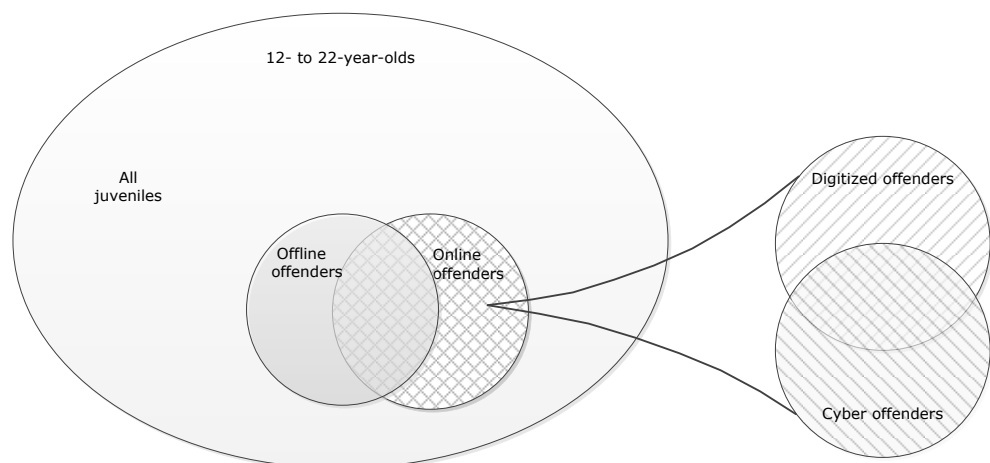 12- to 22-year-olds
All
juveniles
Offline
offenders
Online
offenders
Digitized offenders
Cyber offenders